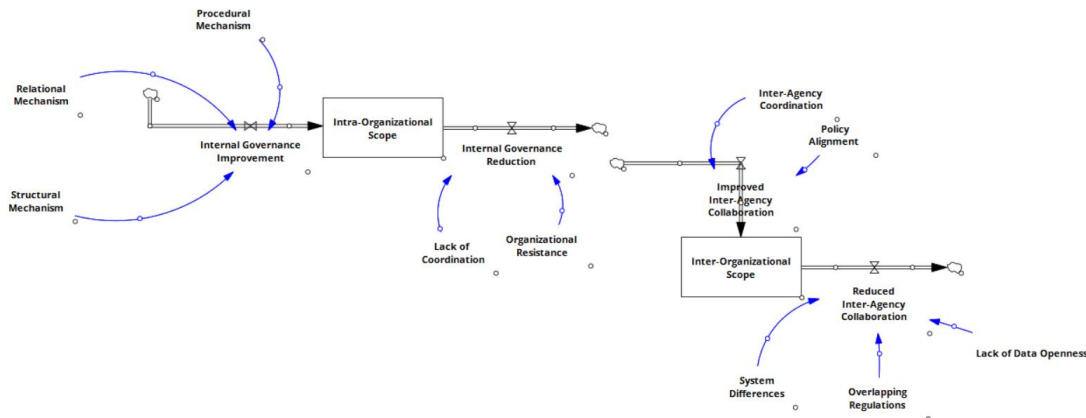 Procedural
Mechanism
Relational
Mechanism
Intra-Organizational
Scope
Internal Governance
Improvement
Internal Governance
Reduction
Structural
Mechanism
Lack of
Coordination
Organizational
Resistance
Inter-Agency
Coordination
Policy
Alignment
Improved
Inter-Agency
Collaboration
Inter-Organizational
Scope
Reduced
Inter-Agency
Collaboration
System
Differences
Overlapping
Regulations
Lack of Data Openness